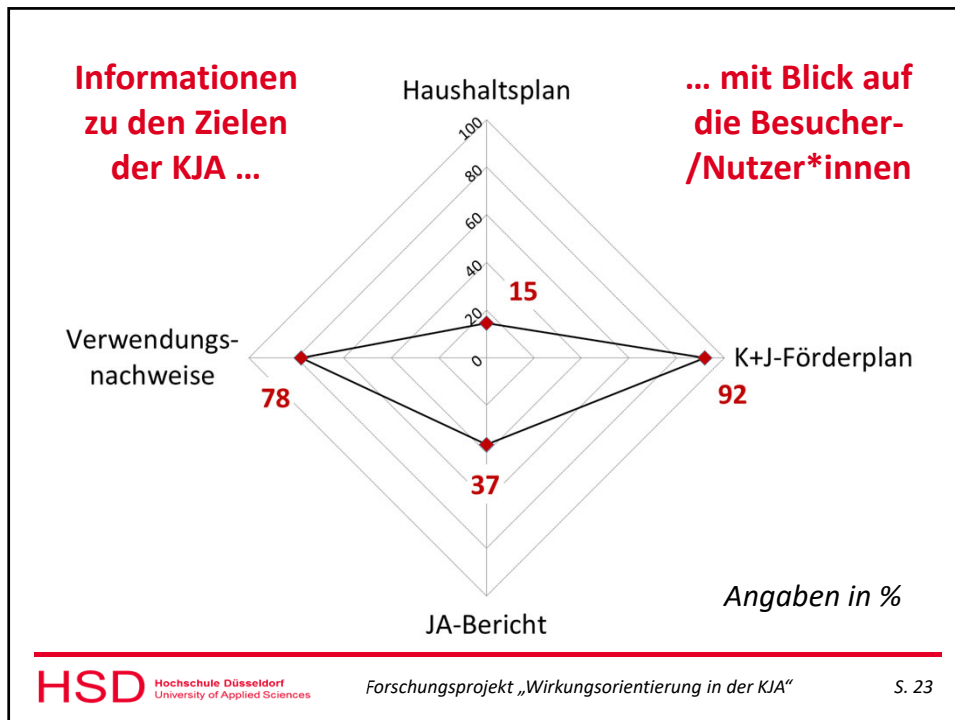 Informationen
zu den Zielen
der KJA …
… mit Blick auf
die Besucher-
/Nutzer*innen
Haushaltsplan
100
80
60
40
20
0
15
Verwendungs-
nachweise
78
K+J-Förderplan
92
37
JA-Bericht
Angaben in %
HSD
Hochschule Düsseldorf
University of Applied Sciences
Forschungsprojekt „Wirkungsorientierung in der KJA“
S. 23